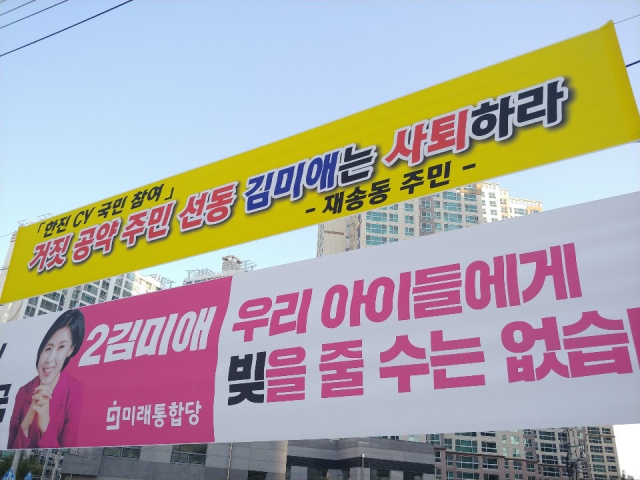 「한진 CY 국민 참여」
거짓 공약 주민 선동 김미애는 사퇴하라
- 재송동 주민 -
2김미애
미래통합당
우리 아이들에게
빚을 줄 수는 없습